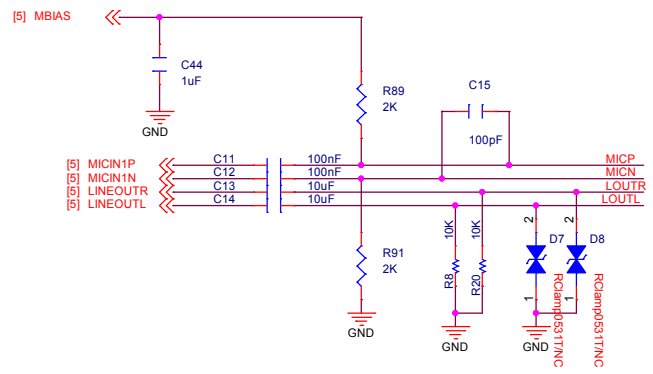 [5] MBIAS
C44
1uF
GND
R89
2K
C15
100pF
[5] MICIN1P C11 100nF MICP
[5] MICIN1N C12 100nF MICN
[5] LINEOUTR C13 10uF LOUTR
[5] LINEOUTL C14 10uF LOUTL
R91
2K
GND
10K
R8
10K
R20
GND
2
D7
1
RClamp0531T/NC
2
D8
1
RClamp0531T/NC
GND